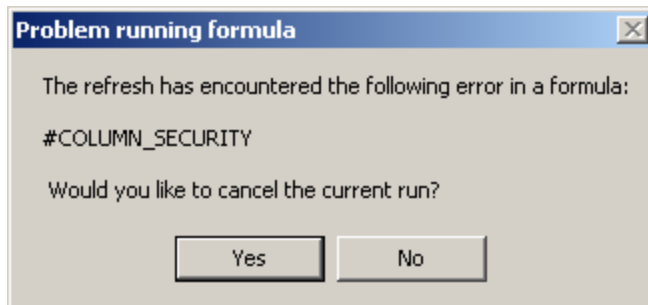 Problem running formula
The refresh has encountered the following error in a formula:
#COLUMN_SECURITY
Would you like to cancel the current run?
Yes
No